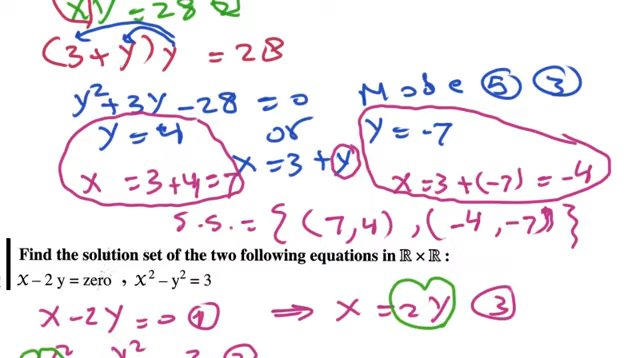 xy = 28 ②
(3 + y) y = 28
y² + 3y - 28 = 0 Mode ⑤ ③
y = 4 or y = -7
x = 3 + y
x = 3 + 4 = 7 x = 3 + (-7) = -4
S.S. = { (7, 4) , (-4, -7) }
Find the solution set of the two following equations in ℝ × ℝ :
x – 2 y = zero , x² – y² = 3
x - 2y = 0 ① ⟹ x = 2y ③